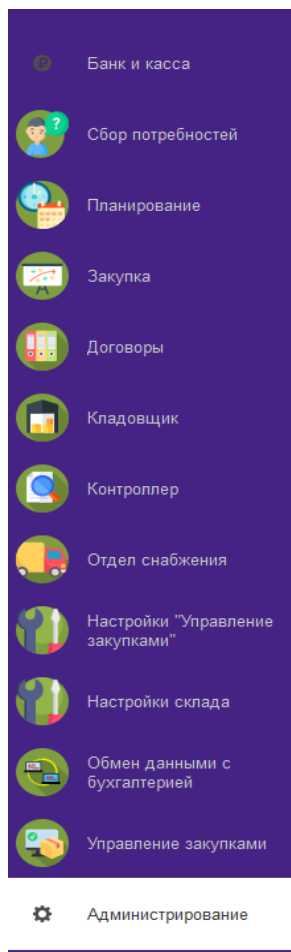 Банк и касса
Сбор потребностей
Планирование
Закупка
Договоры
Кладовщик
Контроллер
Отдел снабжения
Настройки "Управление
закупками"
Настройки склада
Обмен данными с
бухгалтерией
Управление закупками
Администрирование